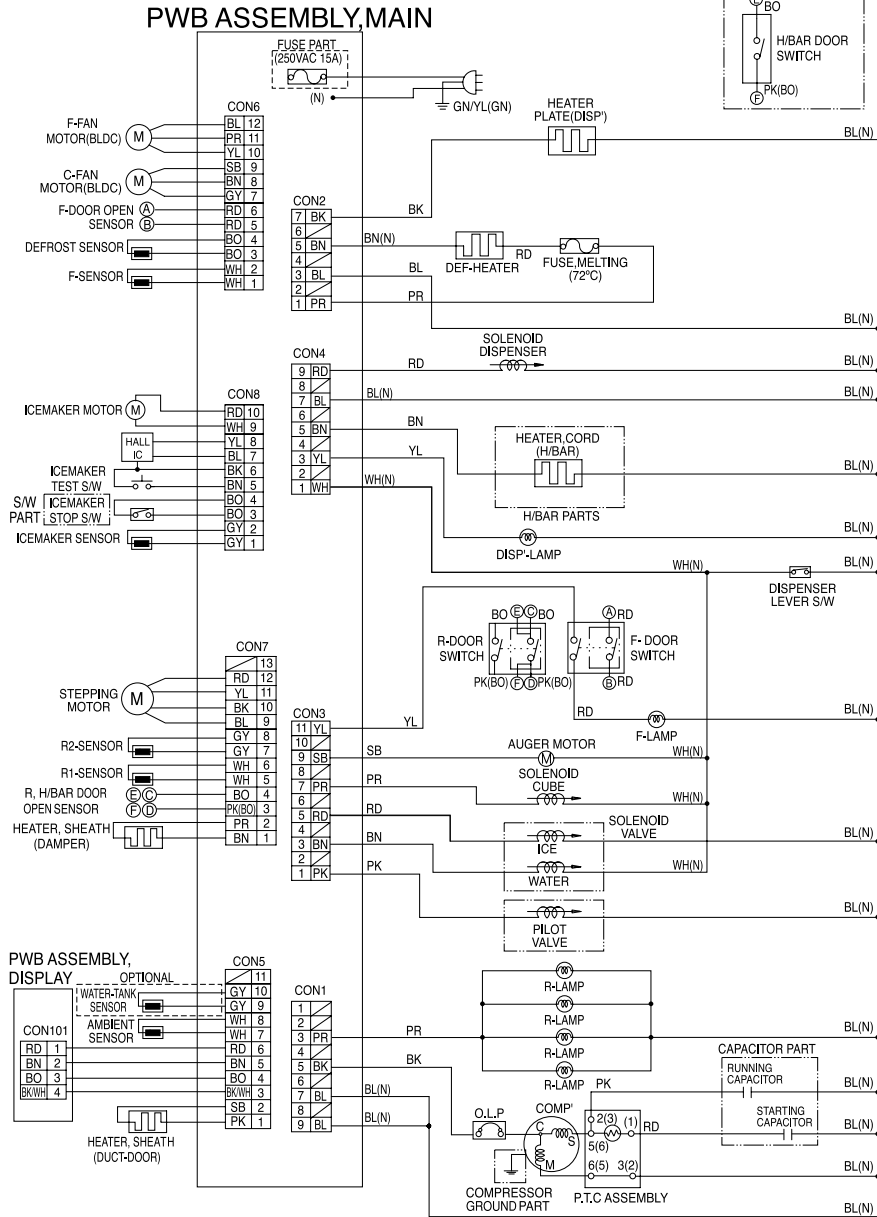 PWB ASSEMBLY,MAIN
FUSE PART
(250VAC 15A)
(N)
GN/YL(GN)
E
BO
H/BAR DOOR
SWITCH
F
PK(BO)
HEATER
PLATE(DISP')
BL(N)
CON6
F-FAN
MOTOR(BLDC)
M
BL 12
PR 11
YL 10
C-FAN
MOTOR(BLDC)
M
SB 9
BN 8
GY 7
F-DOOR OPEN A
SENSOR B
RD 6
RD 5
DEFROST SENSOR
BO 4
BO 3
F-SENSOR
WH 2
WH 1
CON2
7 BK
6
5 BN
4
3 BL
2
1 PR
BK
BN(N)
DEF-HEATER
RD
FUSE,MELTING
(72°C)
BL
PR
BL(N)
CON4
9 RD
8
7 BL
6
5 BN
4
3 YL
2
1 WH
RD
SOLENOID
DISPENSER
BL(N)
BL(N)
BL(N)
BN
YL
HEATER,CORD
(H/BAR)
BL(N)
H/BAR PARTS
WH(N)
DISP'-LAMP
BL(N)
WH(N)
BL(N)
DISPENSER
LEVER S/W
CON8
ICEMAKER MOTOR
M
RD 10
WH 9
HALL
IC
YL 8
BL 7
ICEMAKER
TEST S/W
BK 6
BN 5
S/W
PART
ICEMAKER
STOP S/W
BO 4
BO 3
ICEMAKER SENSOR
GY 2
GY 1
BO E C BO
R-DOOR
SWITCH
PK(BO) F D PK(BO)
A RD
F- DOOR
SWITCH
B RD
CON7
13
STEPPING
MOTOR
M
RD 12
YL 11
BK 10
BL 9
R2-SENSOR
GY 8
GY 7
R1-SENSOR
WH 6
WH 5
R, H/BAR DOOR
OPEN SENSOR
E C
F D
BO 4
PK(BO) 3
HEATER, SHEATH
(DAMPER)
PR 2
BN 1
CON3
11 YL
10
9 SB
8
7 PR
6
5 RD
4
3 BN
2
1 PK
YL
RD
F-LAMP
BL(N)
SB
AUGER MOTOR
M
WH(N)
PR
SOLENOID
CUBE
WH(N)
RD
SOLENOID
VALVE
ICE
BL(N)
BN
WATER
WH(N)
PK
PILOT
VALVE
BL(N)
PWB ASSEMBLY,
DISPLAY
CON101
RD 1
BN 2
BO 3
BK/WH 4
OPTIONAL
WATER-TANK
SENSOR
AMBIENT
SENSOR
HEATER, SHEATH
(DUCT-DOOR)
CON5
11
GY 10
GY 9
WH 8
WH 7
RD 6
BN 5
BO 4
BK/WH 3
SB 2
PK 1
CON1
1
2
3 PR
4
5 BK
6
7 BL
8
9 BL
PR
R-LAMP
R-LAMP
R-LAMP
R-LAMP
BL(N)
BK
BL(N)
BL(N)
O.L.P
COMP'
C
S
M
PK
2(3)
(1)
RD
5(6)
6(5)
3(2)
COMPRESSOR
GROUND PART
P.T.C ASSEMBLY
CAPACITOR PART
RUNNING
CAPACITOR
BL(N)
STARTING
CAPACITOR
BL(N)
BL(N)
BL(N)